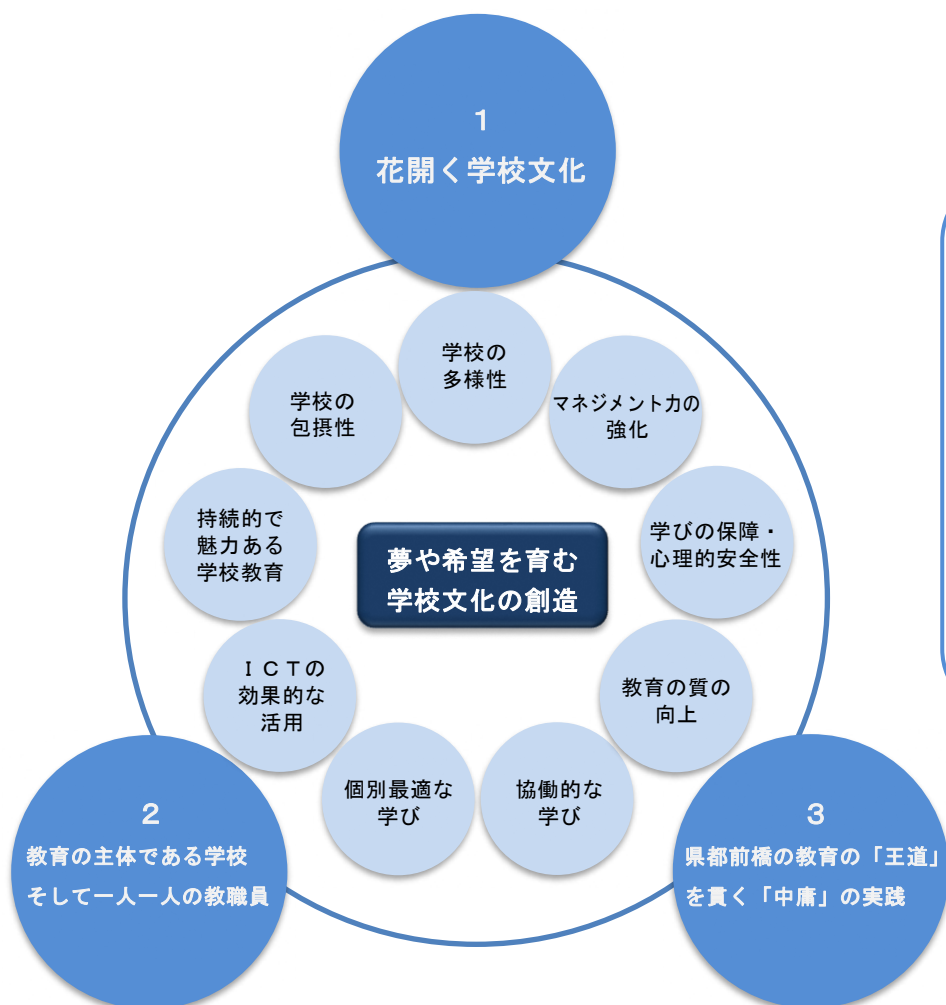 1
花開く学校文化
学校の
多様性
学校の
包摂性
マネジメント力の
強化
持続的で
魅力ある
学校教育
学びの保障・
心理的安全性
夢や希望を育む
学校文化の創造
ＩＣＴの
効果的な
活用
教育の質の
向上
個別最適な
学び
協働的な
学び
2
教育の主体である学校
そして一人一人の教職員
3
県都前橋の教育の「王道」
を貫く「中庸」の実践